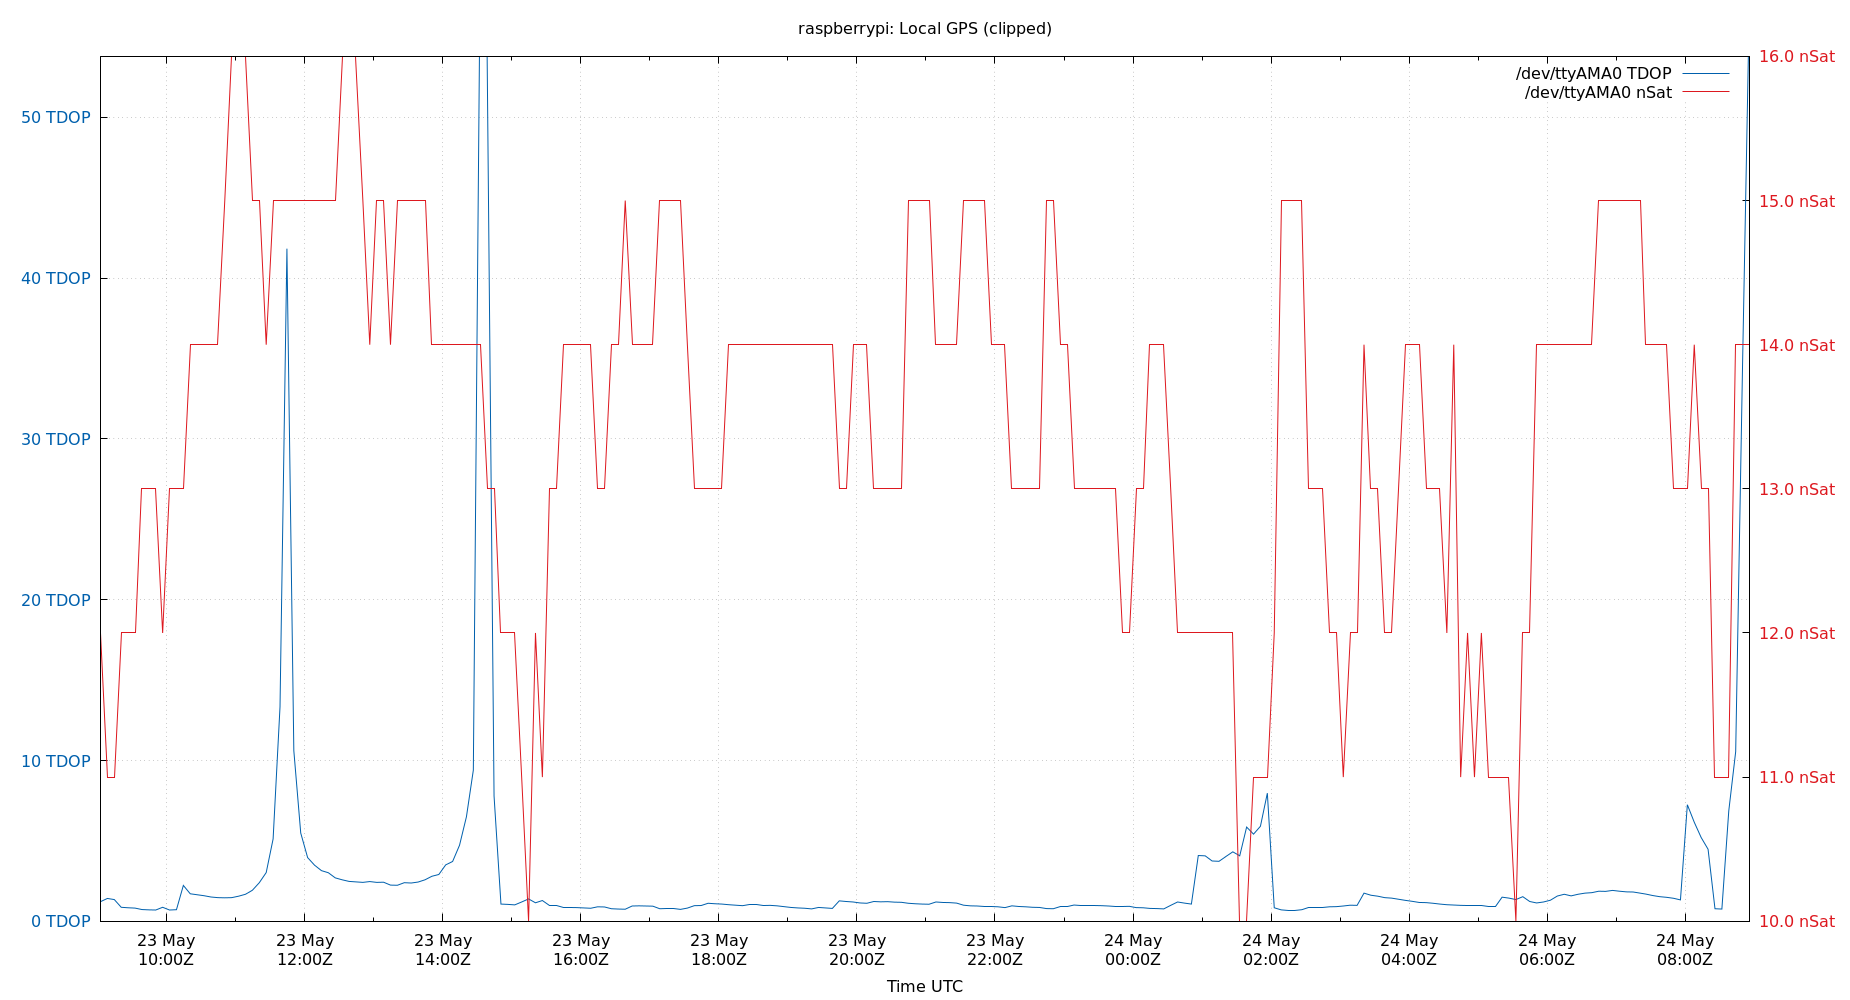 raspberrypi: Local GPS (clipped)
/dev/ttyAMA0 TDOP
/dev/ttyAMA0 nSat
50 TDOP
40 TDOP
30 TDOP
20 TDOP
10 TDOP
0 TDOP
16.0 nSat
15.0 nSat
14.0 nSat
13.0 nSat
12.0 nSat
11.0 nSat
10.0 nSat
23 May
10:00Z
23 May
12:00Z
23 May
14:00Z
23 May
16:00Z
23 May
18:00Z
23 May
20:00Z
23 May
22:00Z
24 May
00:00Z
24 May
02:00Z
24 May
04:00Z
24 May
06:00Z
24 May
08:00Z
Time UTC